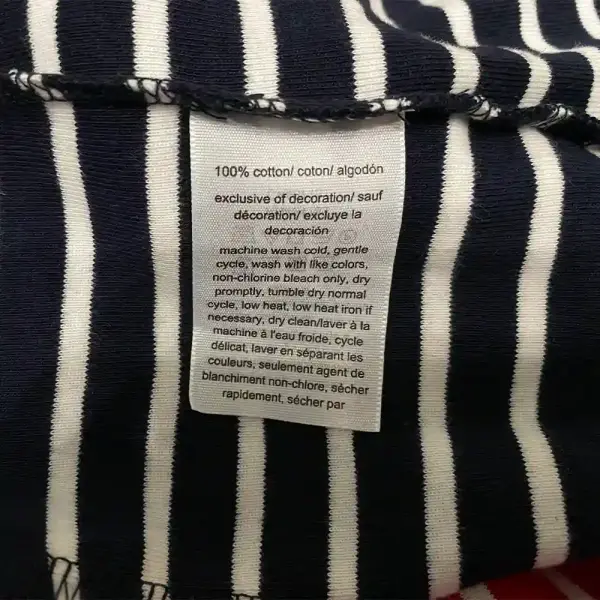 100% cotton/ coton/ algodón
exclusive of decoration/ sauf
décoration/ excluye la
decoración
machine wash cold, gentle
cycle, wash with like colors,
non-chlorine bleach only, dry
promptly, tumble dry normal
cycle, low heat, low heat iron if
necessary, dry clean/laver à la
machine à l'eau froide, cycle
délicat, laver en séparant les
couleurs, seulement agent de
blanchiment non-chlore, sécher
rapidement, sécher par